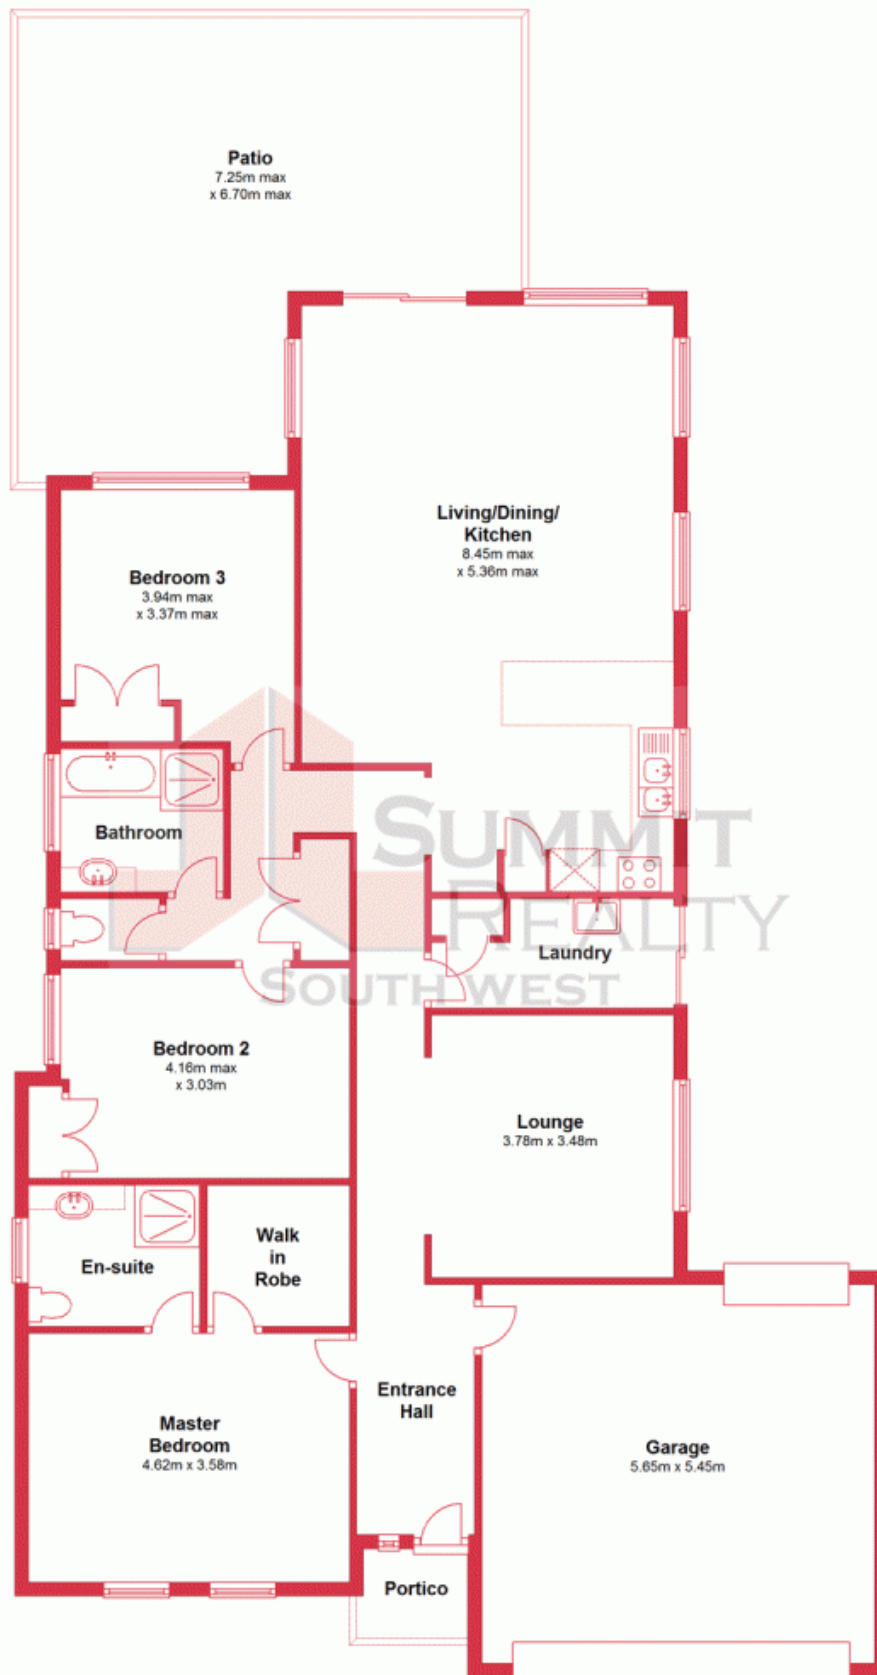 Patio
7.25m max
x 6.70m max
Living/Dining/
Kitchen
8.45m max
x 5.36m max
Bedroom 3
3.94m max
x 3.37m max
Bathroom
SUMMIT
REALTY
SOUTH WEST
Laundry
Bedroom 2
4.16m max
x 3.03m
Lounge
3.78m x 3.48m
Walk
in
Robe
En-suite
Entrance
Hall
Master
Bedroom
4.62m x 3.58m
Garage
5.65m x 5.45m
Portico